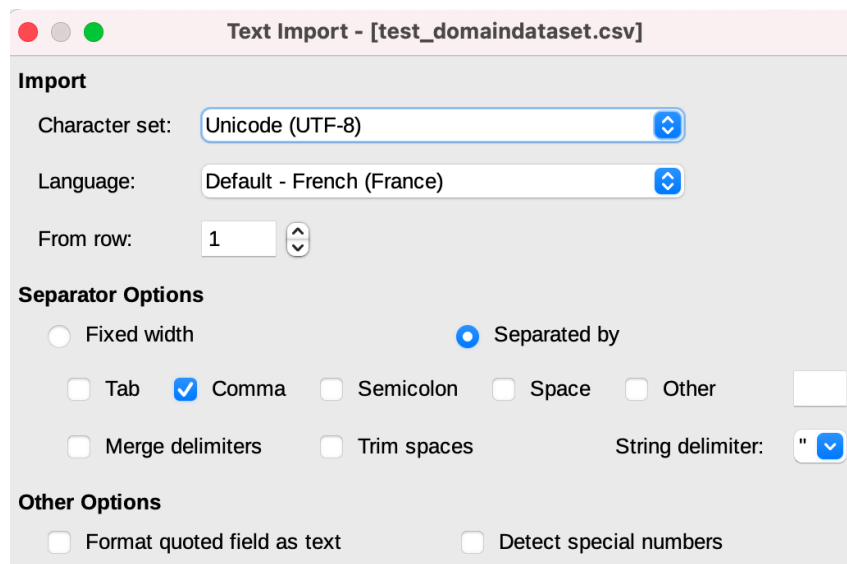 Text Import - [test_domaindataset.csv]
Import
Character set: Unicode (UTF-8)
Language: Default - French (France)
From row: 1
Separator Options
Fixed width Separated by
Tab Comma Semicolon Space Other
Merge delimiters Trim spaces String delimiter: "
Other Options
Format quoted field as text Detect special numbers